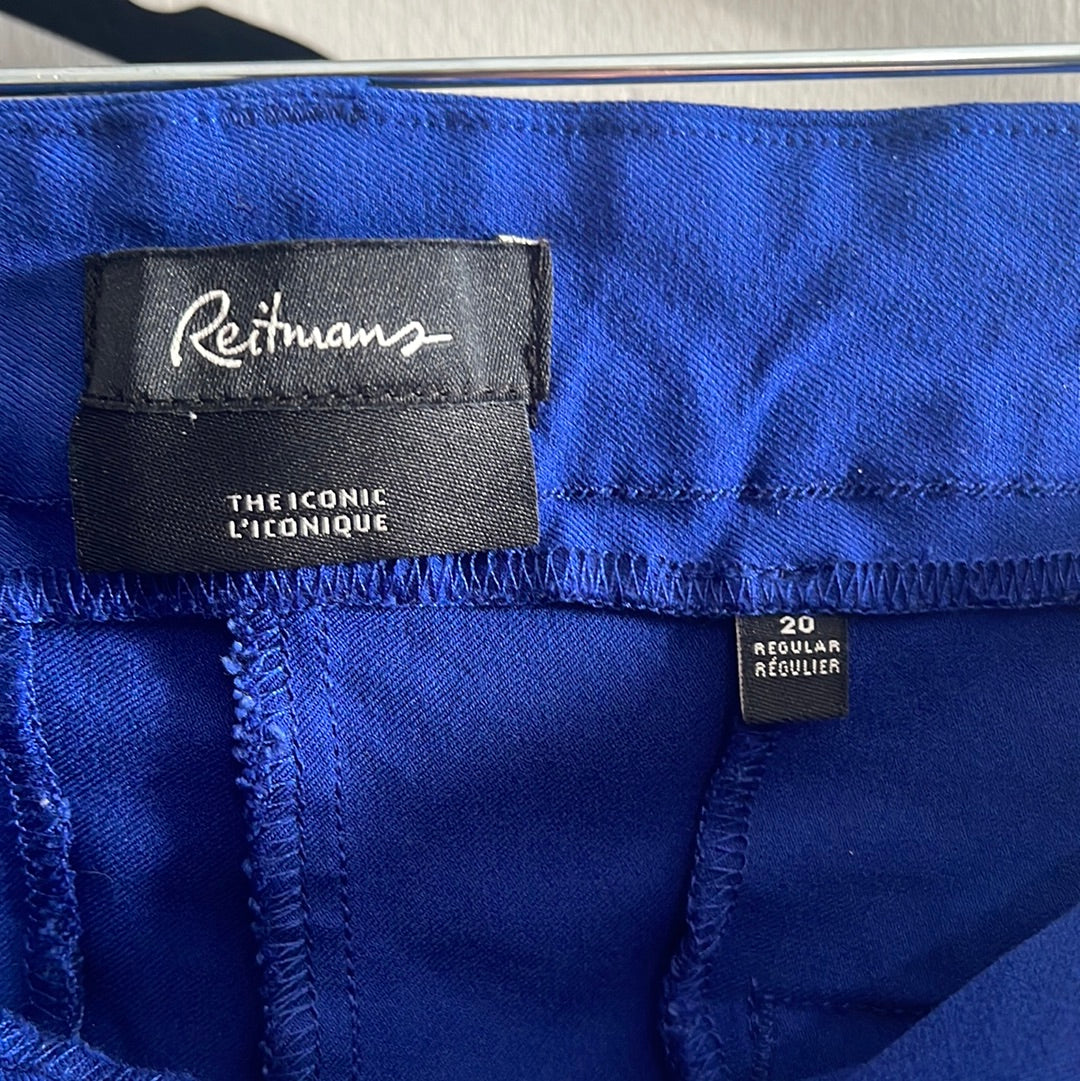 Reitmans
THE ICONIC
L'ICONIQUE
20
REGULAR
RÉGULIER